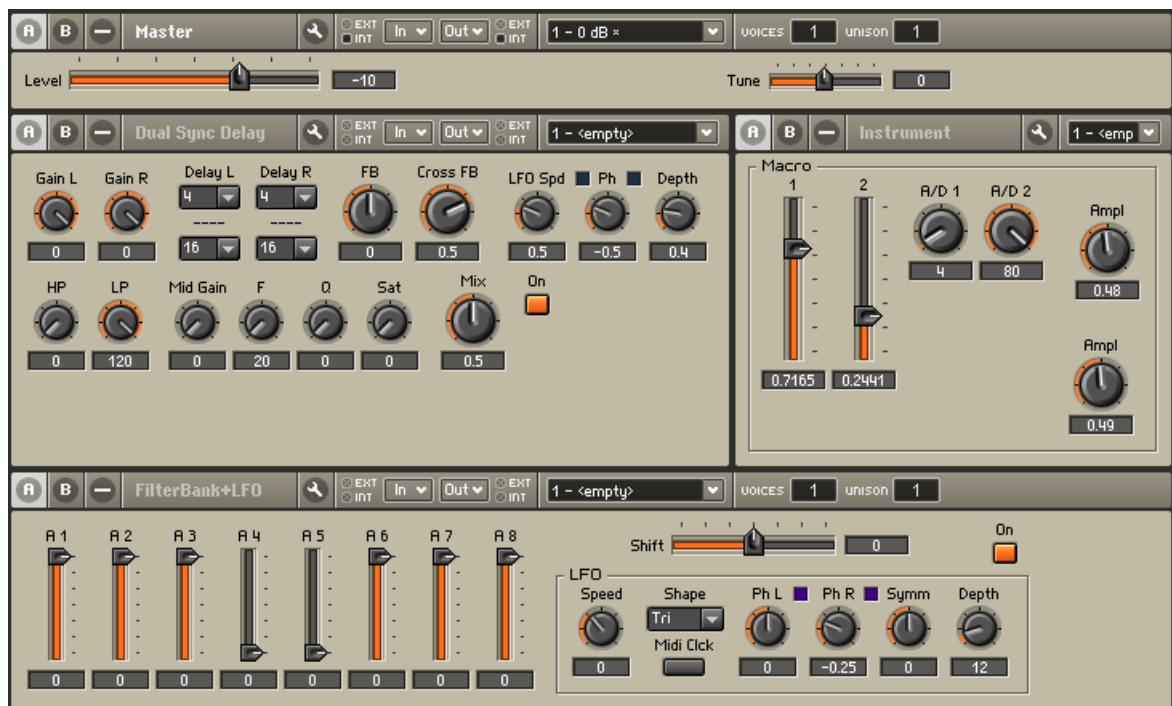 A B Master EXT INT In Out EXT INT 1 - 0 dB × VOICES 1 UNISON 1
Level -10 Tune 0
A B Dual Sync Delay EXT INT In Out EXT INT 1 - <empty>
Gain L Gain R Delay L Delay R FB Cross FB LFO Spd Ph Depth
4 4
----  ----
0 0 16 16 0 0.5 0.5 -0.5 0.4
HP LP Mid Gain F Q Sat Mix On
0 120 0 20 0 0 0.5
A B Instrument 1 - <emp
Macro
1 2 A/D 1 A/D 2 Ampl
4 80
0.48
Ampl
0.7165 0.2441
0.49
A B FilterBank+LFO EXT INT In Out EXT INT 1 - <empty> VOICES 1 UNISON 1
A 1 A 2 A 3 A 4 A 5 A 6 A 7 A 8
0 0 0 0 0 0 0 0
Shift 0 On
LFO
Speed Shape Ph L Ph R Symm Depth
Tri
Midi Clck
0 0 -0.25 0 12